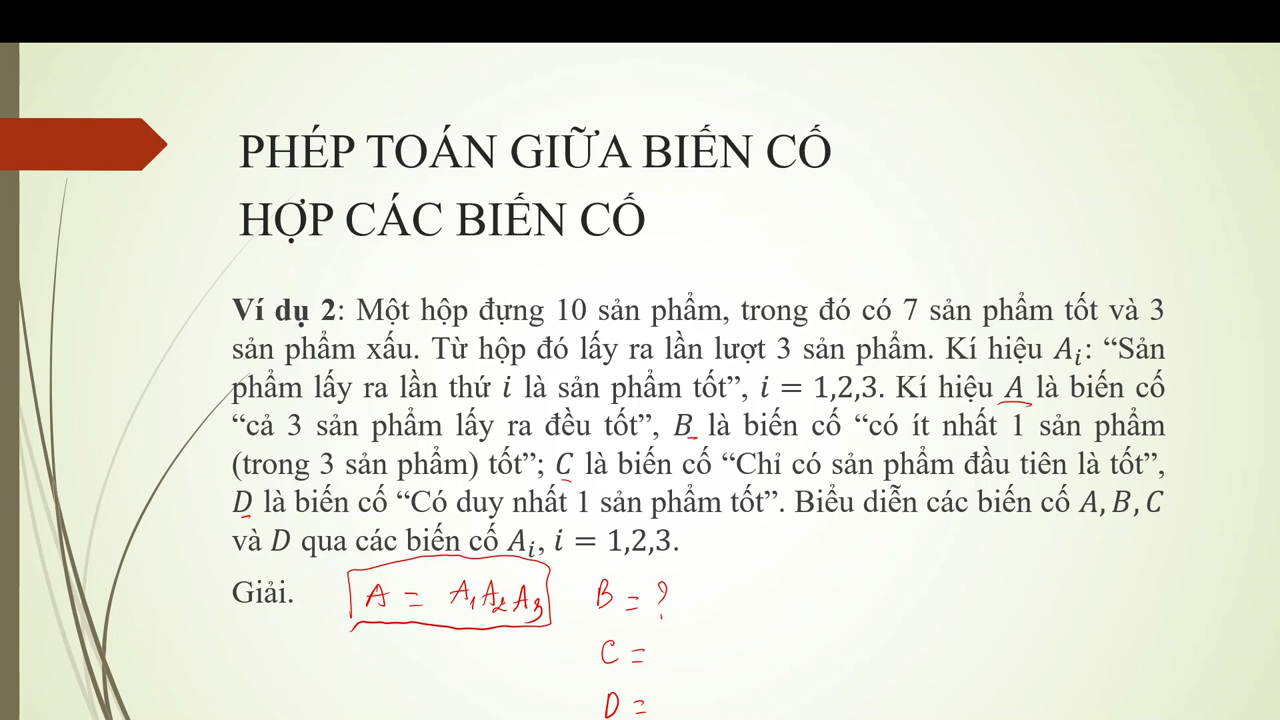 PHÉP TOÁN GIỮA BIẾN CỐ
HỢP CÁC BIẾN CỐ
Ví dụ 2: Một hộp đựng 10 sản phẩm, trong đó có 7 sản phẩm tốt và 3
sản phẩm xấu. Từ hộp đó lấy ra lần lượt 3 sản phẩm. Kí hiệu Aᵢ: “Sản
phẩm lấy ra lần thứ i là sản phẩm tốt”, i = 1,2,3. Kí hiệu A là biến cố
“cả 3 sản phẩm lấy ra đều tốt”, B là biến cố “có ít nhất 1 sản phẩm
(trong 3 sản phẩm) tốt”; C là biến cố “Chỉ có sản phẩm đầu tiên là tốt”,
D là biến cố “Có duy nhất 1 sản phẩm tốt”. Biểu diễn các biến cố A, B, C
và D qua các biến cố Aᵢ, i = 1,2,3.
Giải. A = A₁A₂A₃ B = ?
C =
D =